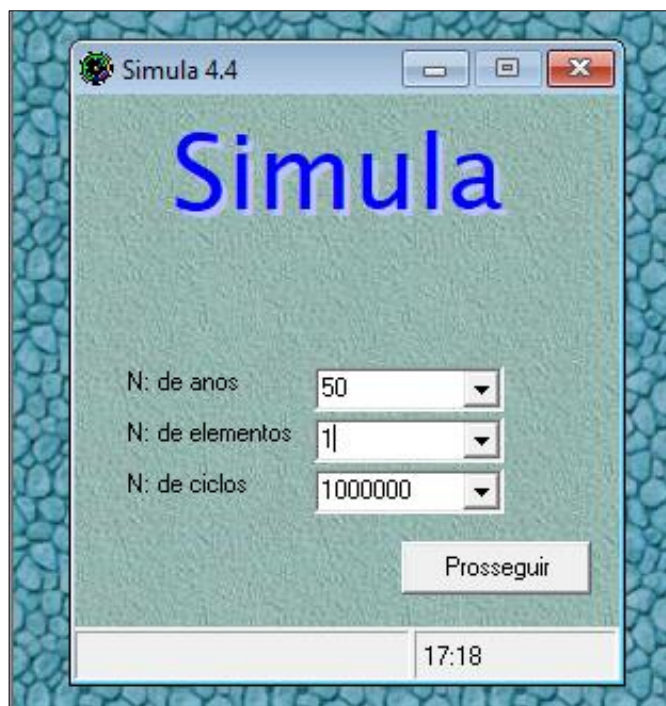 Simula 4.4
Simula
N: de anos 50
N: de elementos 1
N: de ciclos 1000000
Prosseguir
17:18